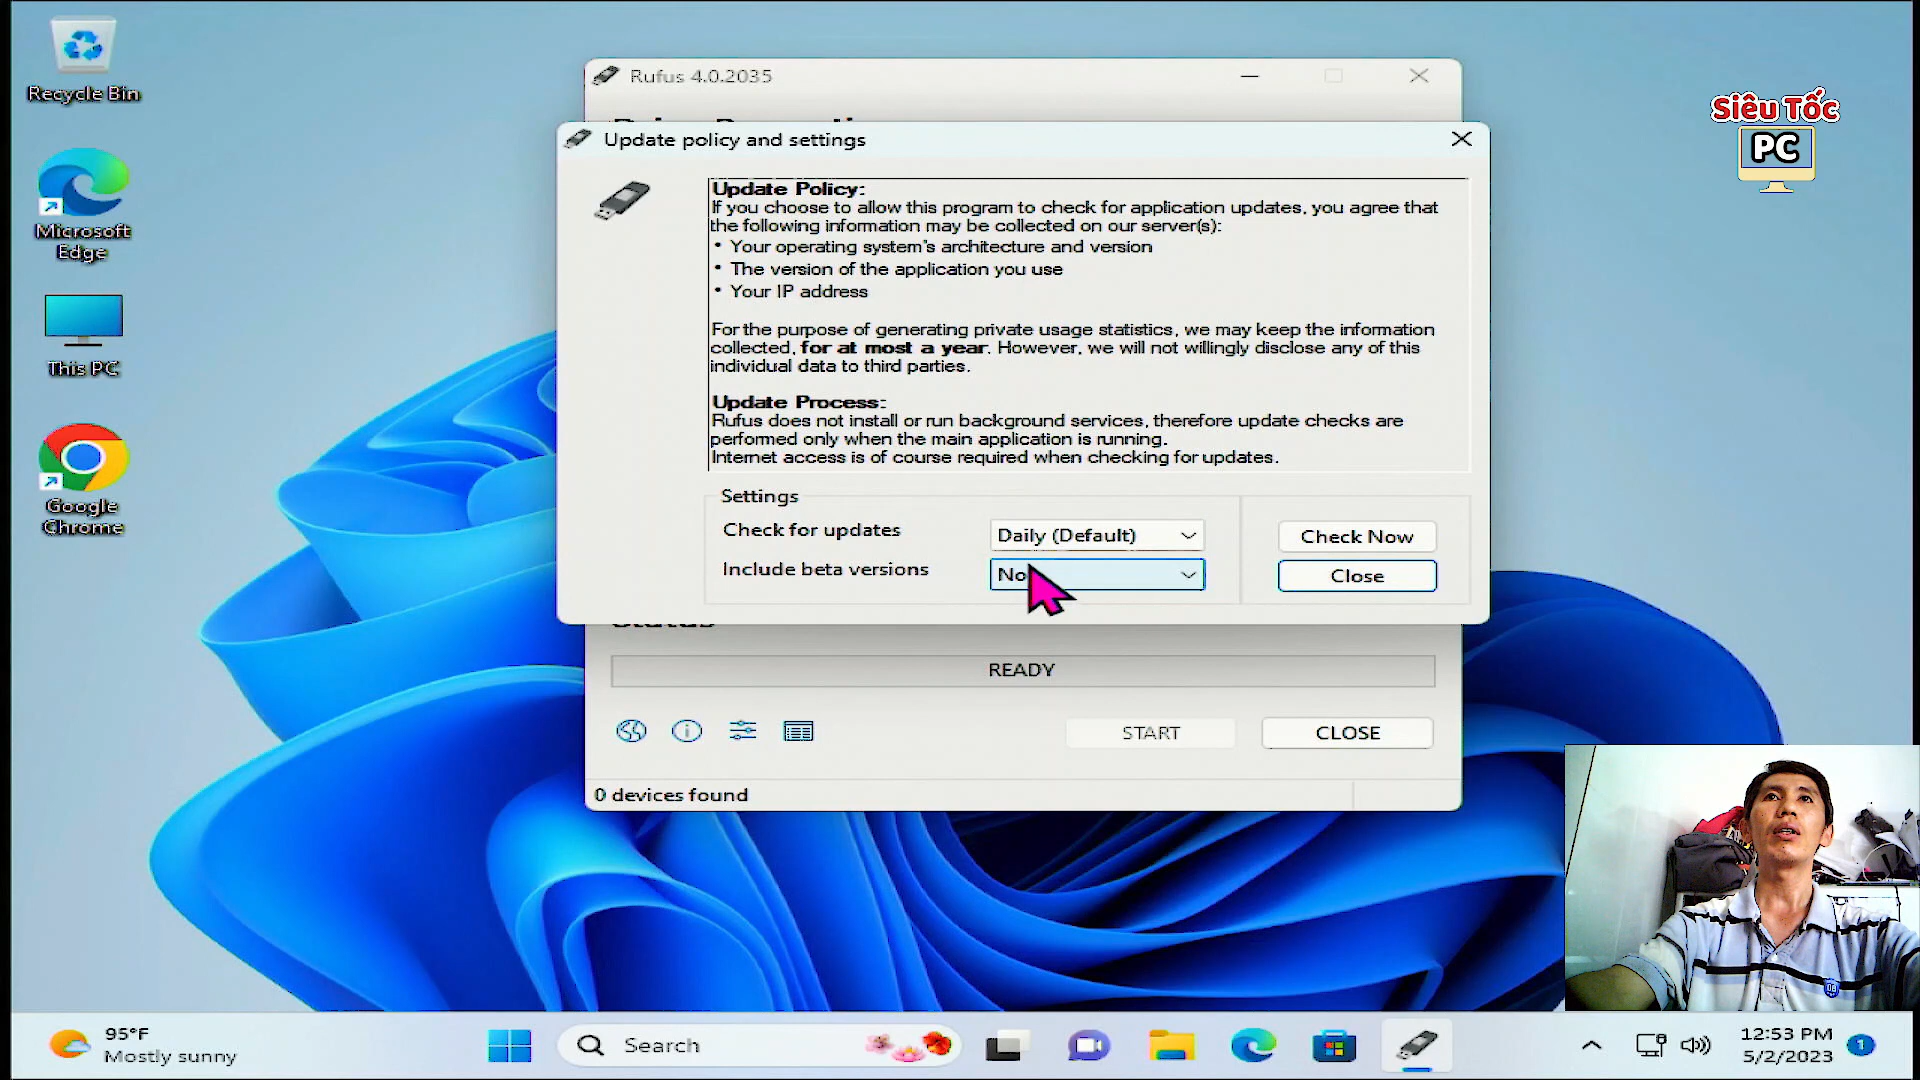 Recycle Bin
Microsoft
Edge
This PC
Google
Chrome
Rufus 4.0.2035
Update policy and settings
Update Policy:
If you choose to allow this program to check for application updates, you agree that
the following information may be collected on our server(s):
• Your operating system's architecture and version
• The version of the application you use
• Your IP address
For the purpose of generating private usage statistics, we may keep the information
collected, for at most a year. However, we will not willingly disclose any of this
individual data to third parties.
Update Process:
Rufus does not install or run background services, therefore update checks are
performed only when the main application is running.
Internet access is of course required when checking for updates.
Settings
Check for updates
Daily (Default)
Check Now
Include beta versions
No
Close
READY
START
CLOSE
0 devices found
Siêu Tốc
PC
95°F
Mostly sunny
Search
12:53 PM
5/2/2023
1